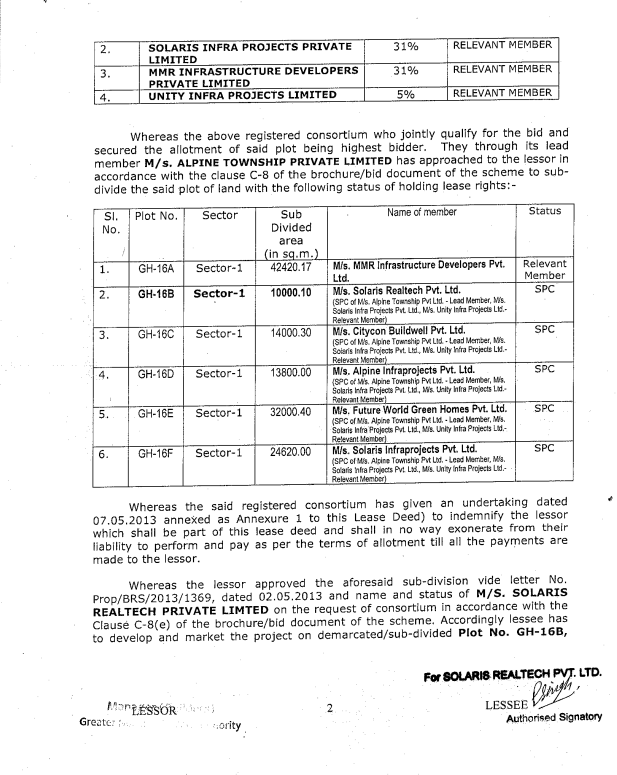 2. SOLARIS INFRA PROJECTS PRIVATE 31% RELEVANT MEMBER
LIMITED
3. MMR INFRASTRUCTURE DEVELOPERS 31% RELEVANT MEMBER
PRIVATE LIMITED
4. UNITY INFRA PROJECTS LIMITED 5% RELEVANT MEMBER
Whereas the above registered consortium who jointly qualify for the bid and
secured the allotment of said plot being highest bidder. They through its lead
member M/s. ALPINE TOWNSHIP PRIVATE LIMITED has approached to the lessor in
accordance with the clause C-8 of the brochure/bid document of the scheme to sub-
divide the said plot of land with the following status of holding lease rights:-
Sl. Plot No. Sector Sub Name of member Status
No. Divided
area
(in sq.m.)
1. GH-16A Sector-1 42420.17 M/s. MMR Infrastructure Developers Pvt. Relevant
Ltd. Member
2. GH-16B Sector-1 10000.10 M/s. Solaris Realtech Pvt. Ltd. SPC
(SPC of M/s. Alpine Township Pvt Ltd. - Lead Member, M/s.
Solaris Infra Projects Pvt. Ltd., M/s. Unity Infra Projects Ltd.-
Relevant Member)
3. GH-16C Sector-1 14000.30 M/s. Citycon Buildwell Pvt. Ltd. SPC
(SPC of M/s. Alpine Township Pvt Ltd. - Lead Member, M/s.
Solaris Infra Projects Pvt. Ltd., M/s. Unity Infra Projects Ltd.-
Relevant Member)
4. GH-16D Sector-1 13800.00 M/s. Alpine Infraprojects Pvt. Ltd. SPC
(SPC of M/s. Alpine Township Pvt Ltd. - Lead Member, M/s.
Solaris Infra Projects Pvt. Ltd., M/s. Unity Infra Projects Ltd.-
Relevant Member)
5. GH-16E Sector-1 32000.40 M/s. Future World Green Homes Pvt. Ltd. SPC
(SPC of M/s. Alpine Township Pvt Ltd. - Lead Member, M/s.
Solaris Infra Projects Pvt. Ltd., M/s. Unity Infra Projects Ltd.-
Relevant Member)
6. GH-16F Sector-1 24620.00 M/s. Solaris Infraprojects Pvt. Ltd. SPC
(SPC of M/s. Alpine Township Pvt Ltd. - Lead Member, M/s.
Solaris Infra Projects Pvt. Ltd., M/s. Unity Infra Projects Ltd.-
Relevant Member)
Whereas the said registered consortium has given an undertaking dated
07.05.2013 annexed as Annexure 1 to this Lease Deed) to indemnify the lessor
which shall be part of this lease deed and shall in no way exonerate from their
liability to perform and pay as per the terms of allotment till all the payments are
made to the lessor.
Whereas the lessor approved the aforesaid sub-division vide letter No.
Prop/BRS/2013/1369, dated 02.05.2013 and name and status of M/S. SOLARIS
REALTECH PRIVATE LIMTED on the request of consortium in accordance with the
Clause C-8(e) of the brochure/bid document of the scheme. Accordingly lessee has
to develop and market the project on demarcated/sub-divided Plot No. GH-16B,
For SOLARIS REALTECH PVT. LTD.
LESSOR 2 LESSEE
Greater
Authorised Signatory